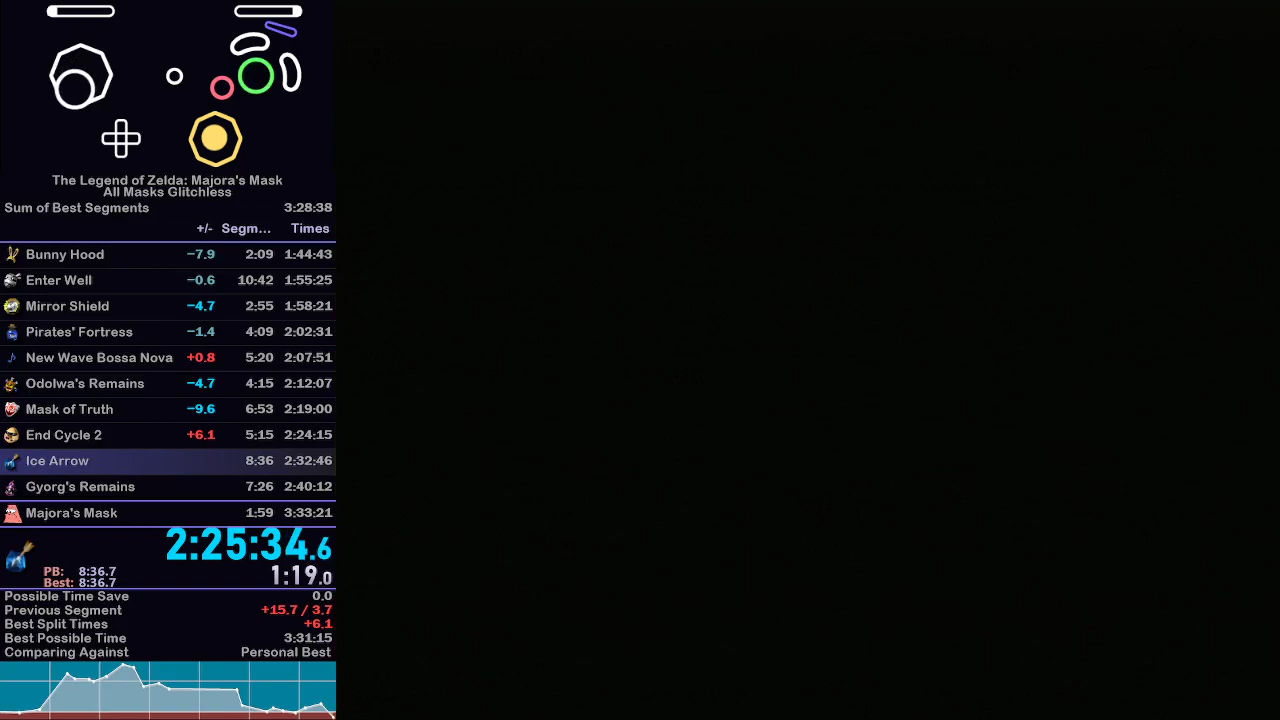 The Legend of Zelda: Majora's Mask
All Masks Glitchless
Sum of Best Segments 3:28:38
+/- Segm... Times
Bunny Hood −7.9 2:09 1:44:43
Enter Well −0.6 10:42 1:55:25
Mirror Shield −4.7 2:55 1:58:21
Pirates' Fortress −1.4 4:09 2:02:31
New Wave Bossa Nova +0.8 5:20 2:07:51
Odolwa's Remains −4.7 4:15 2:12:07
Mask of Truth −9.6 6:53 2:19:00
End Cycle 2 +6.1 5:15 2:24:15
Ice Arrow 8:36 2:32:46
Gyorg's Remains 7:26 2:40:12
Majora's Mask 1:59 3:33:21
2:25:34.6
PB: 8:36.7 1:19.0
Best: 8:36.7
Possible Time Save 0.0
Previous Segment +15.7 / 3.7
Best Split Times +6.1
Best Possible Time 3:31:15
Comparing Against Personal Best